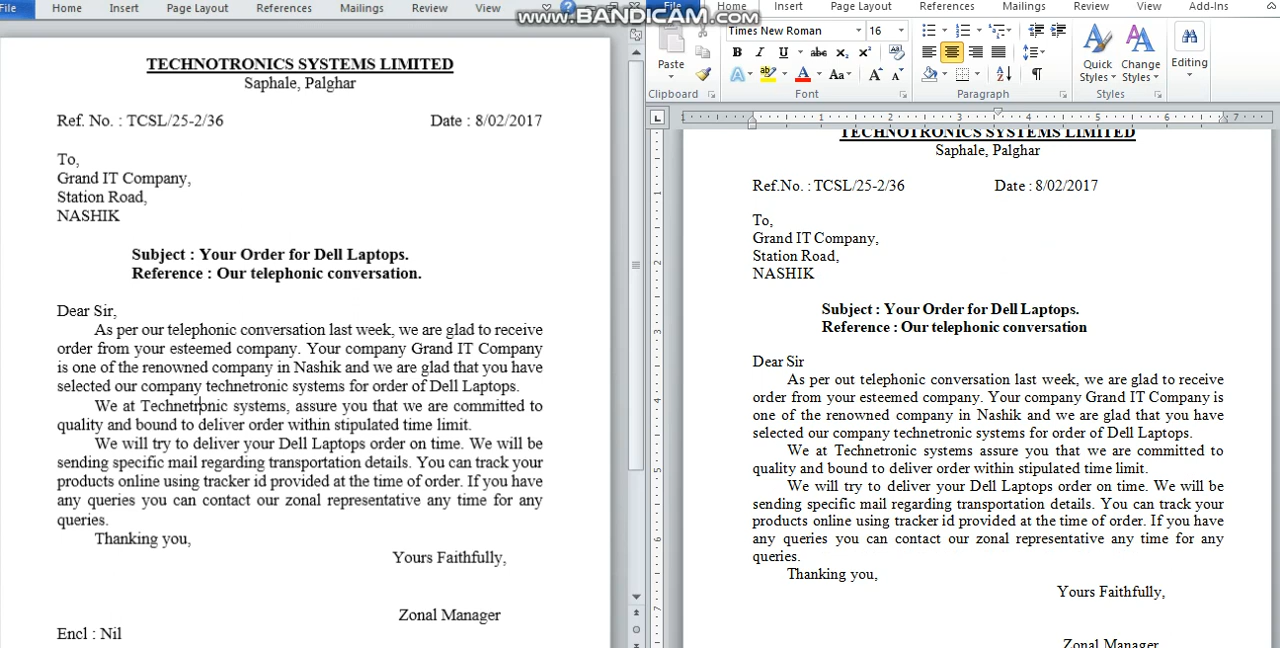 www.BANDICAM.com
File Home Insert Page Layout References Mailings Review View
TECHNOTRONICS SYSTEMS LIMITED
Saphale, Palghar
Ref. No. : TCSL/25-2/36 Date : 8/02/2017
To,
Grand IT Company,
Station Road,
NASHIK
Subject : Your Order for Dell Laptops.
Reference : Our telephonic conversation.
Dear Sir,
As per our telephonic conversation last week, we are glad to receive
order from your esteemed company. Your company Grand IT Company
is one of the renowned company in Nashik and we are glad that you have
selected our company technetronic systems for order of Dell Laptops.
We at Technetronic systems, assure you that we are committed to
quality and bound to deliver order within stipulated time limit.
We will try to deliver your Dell Laptops order on time. We will be
sending specific mail regarding transportation details. You can track your
products online using tracker id provided at the time of order. If you have
any queries you can contact our zonal representative any time for any
queries.
Thanking you,
Yours Faithfully,
Zonal Manager
Encl : Nil
File Home Insert Page Layout References Mailings Review View Add-Ins
Times New Roman 16
Paste
Quick Styles
Change Styles
Editing
Clipboard Font Paragraph Styles
1 1 2 3 4 5 6 7
TECHNOTRONICS SYSTEMS LIMITED
Saphale, Palghar
Ref.No. : TCSL/25-2/36 Date : 8/02/2017
To,
Grand IT Company,
Station Road,
NASHIK
Subject : Your Order for Dell Laptops.
Reference : Our telephonic conversation
Dear Sir
As per out telephonic conversation last week, we are glad to receive
order from your esteemed company. Your company Grand IT Company is
one of the renowned company in Nashik and we are glad that you have
selected our company technetronic systems for order of Dell Laptops.
We at Technetronic systems assure you that we are committed to
quality and bound to deliver order within stipulated time limit.
We will try to deliver your Dell Laptops order on time. We will be
sending specific mail regarding transportation details. You can track your
products online using tracker id provided at the time of order. If you have
any queries you can contact our zonal representative any time for any
queries.
Thanking you,
Yours Faithfully,
Zonal Manager